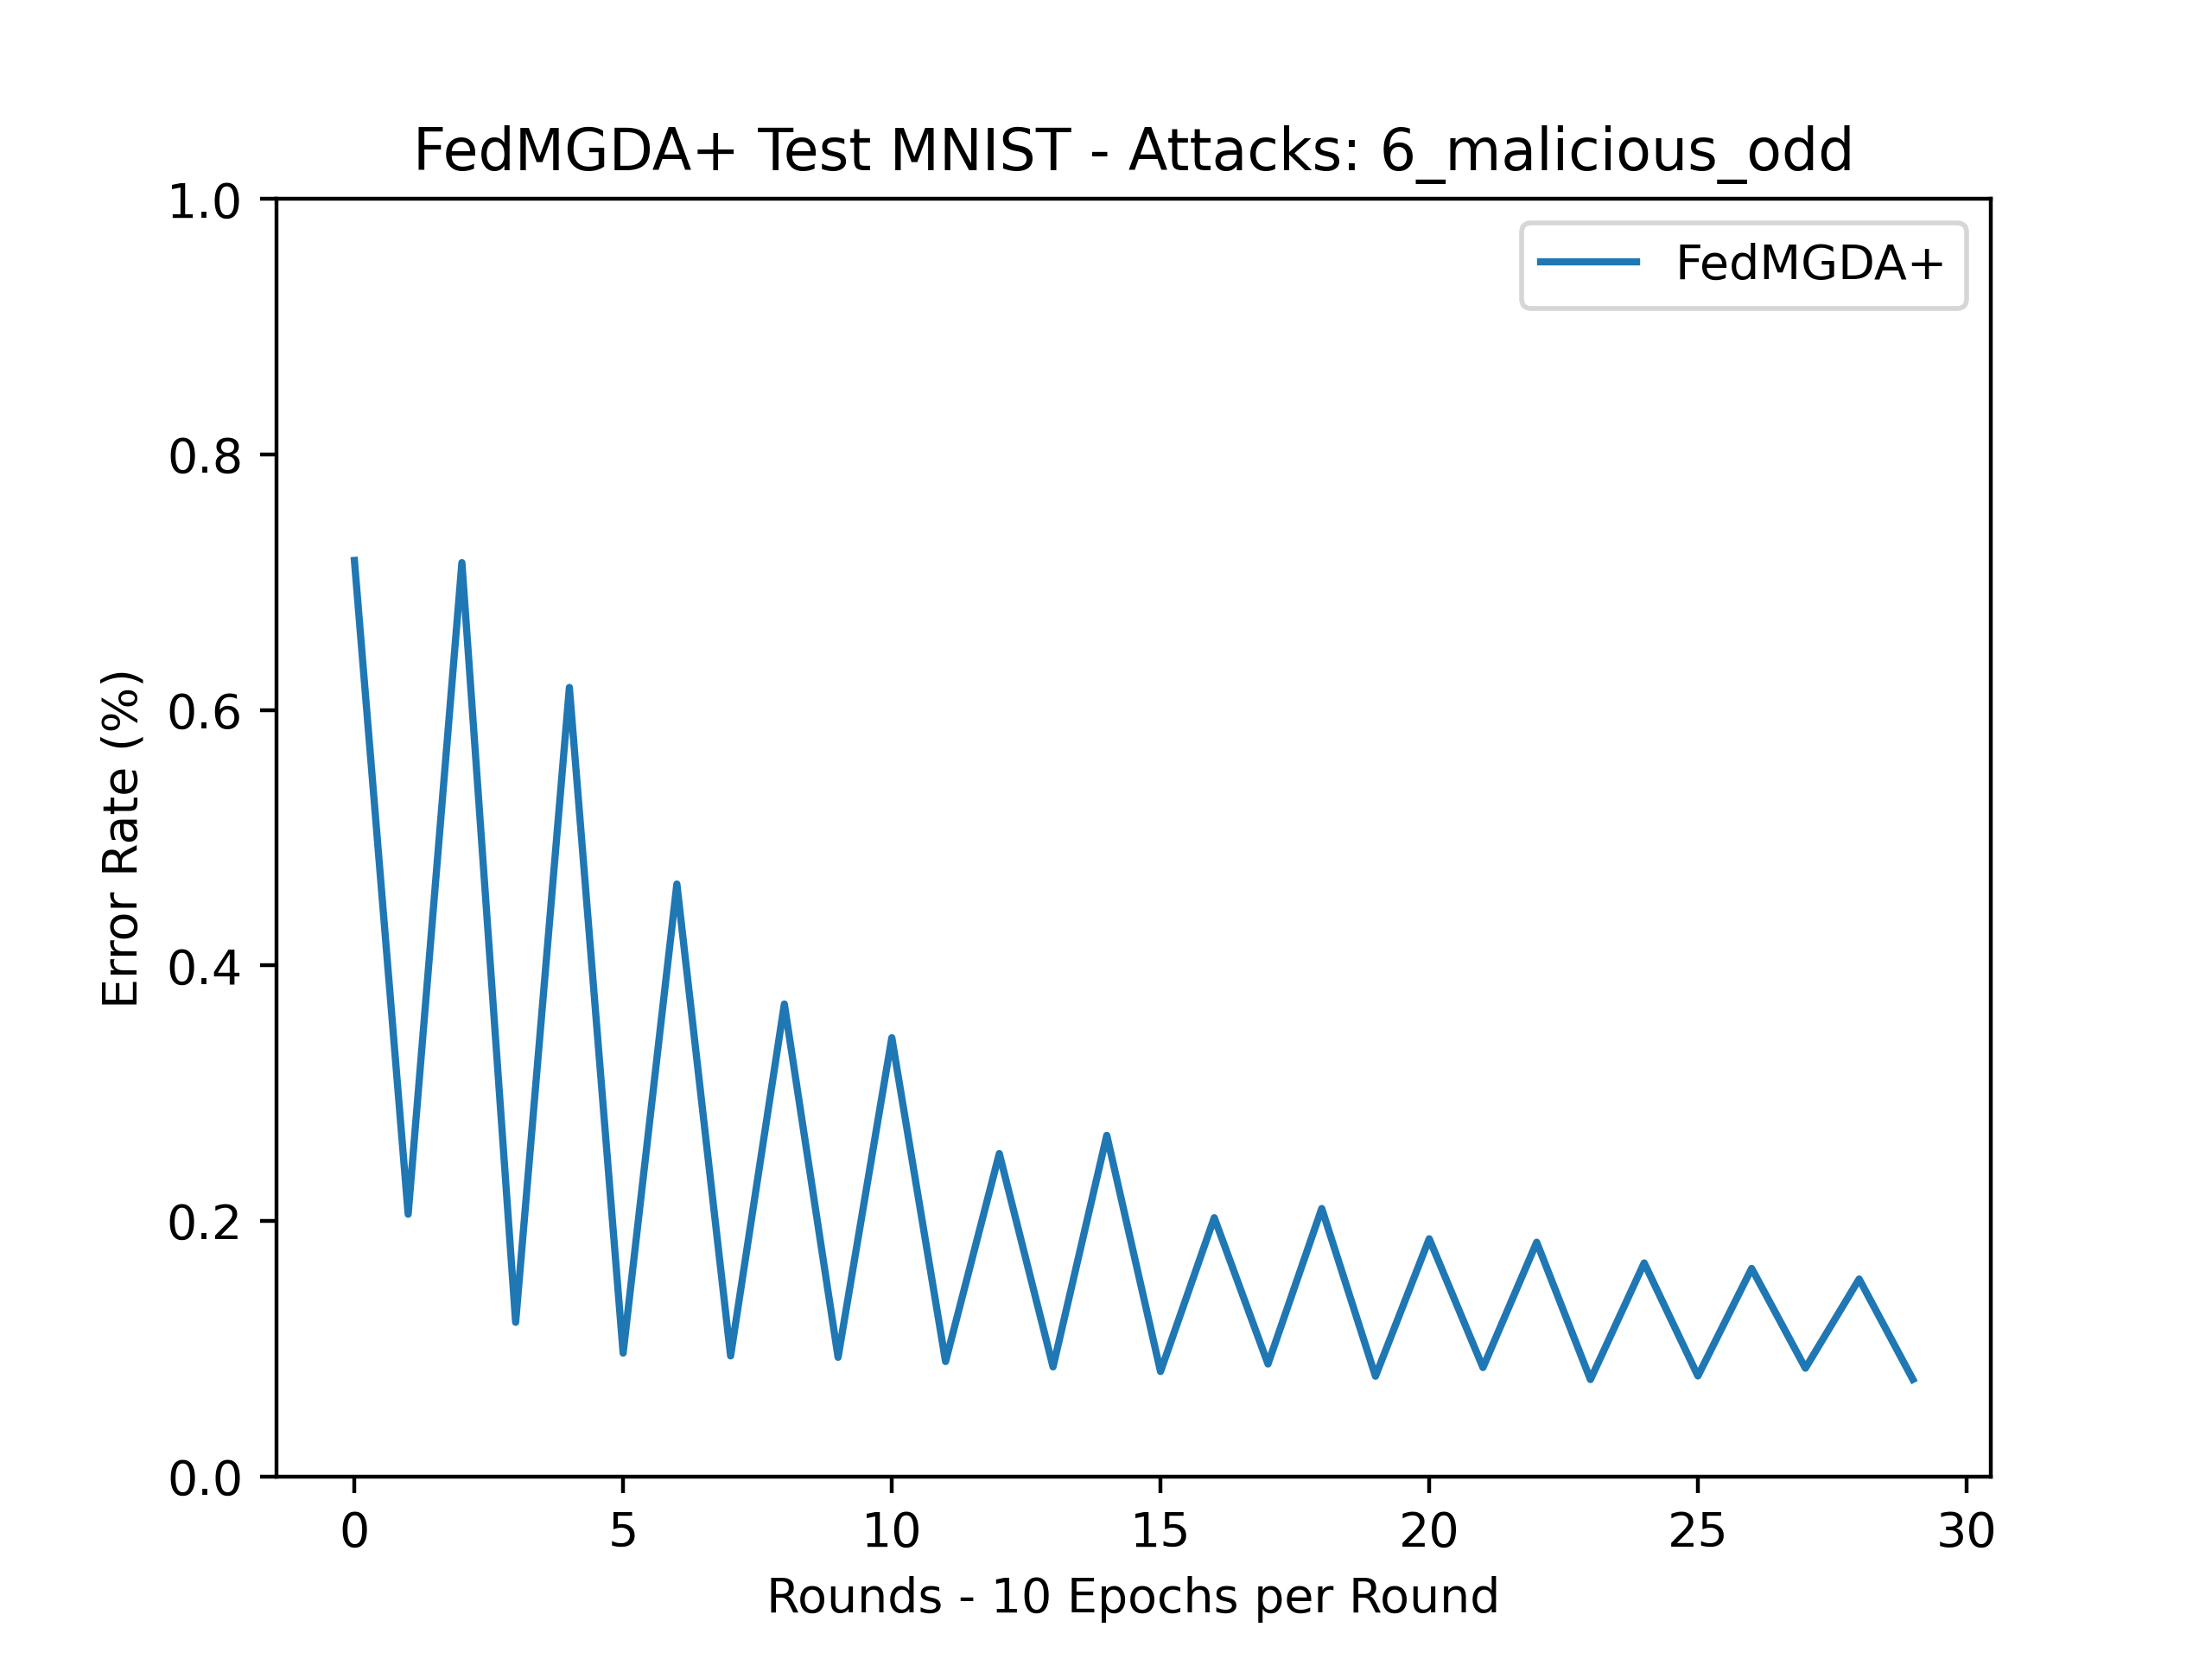 FedMGDA+ Test MNIST - Attacks: 6_malicious_odd
FedMGDA+
Error Rate (%)
1.0
0.8
0.6
0.4
0.2
0.0
0 5 10 15 20 25 30
Rounds - 10 Epochs per Round